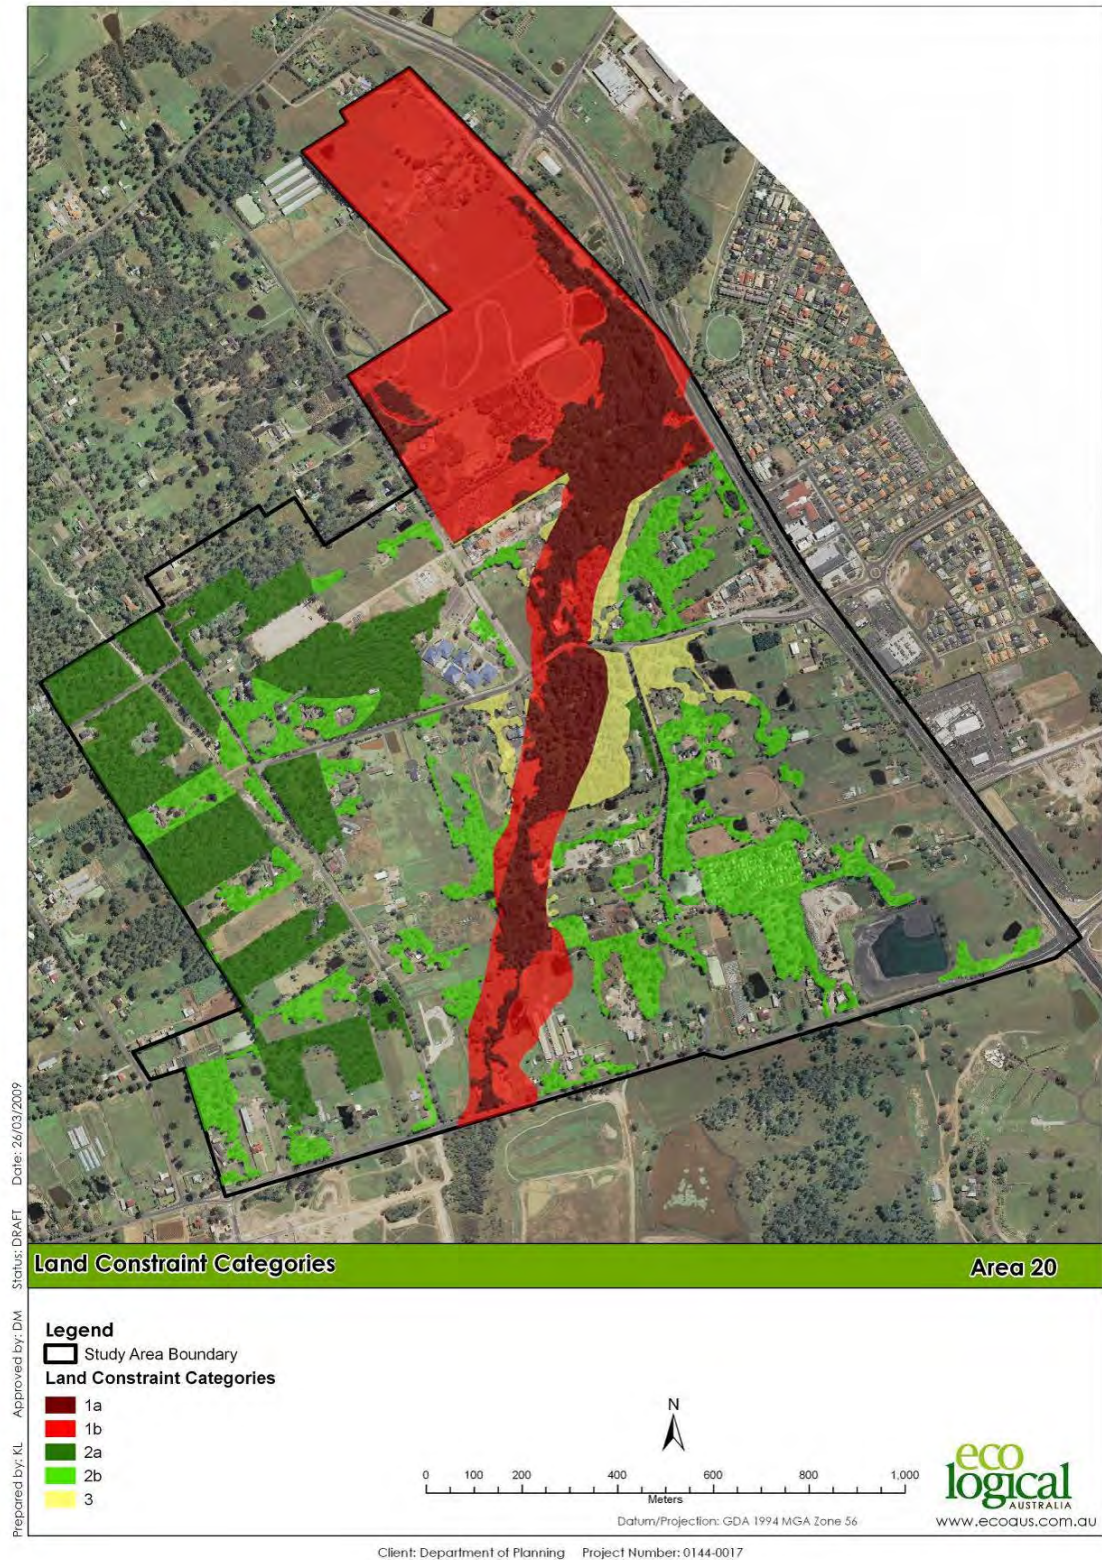 Land Constraint Categories Area 20
Legend
Study Area Boundary
Land Constraint Categories
1a
1b
2a
2b
3
N
0 100 200 400 600 800 1,000
Meters
Datum/Projection: GDA 1994 MGA Zone 56
eco
logical
AUSTRALIA
www.ecoaus.com.au
Prepared by: KL Approved by: DM Status: DRAFT Date: 26/03/2009
Client: Department of Planning Project Number: 0144-0017